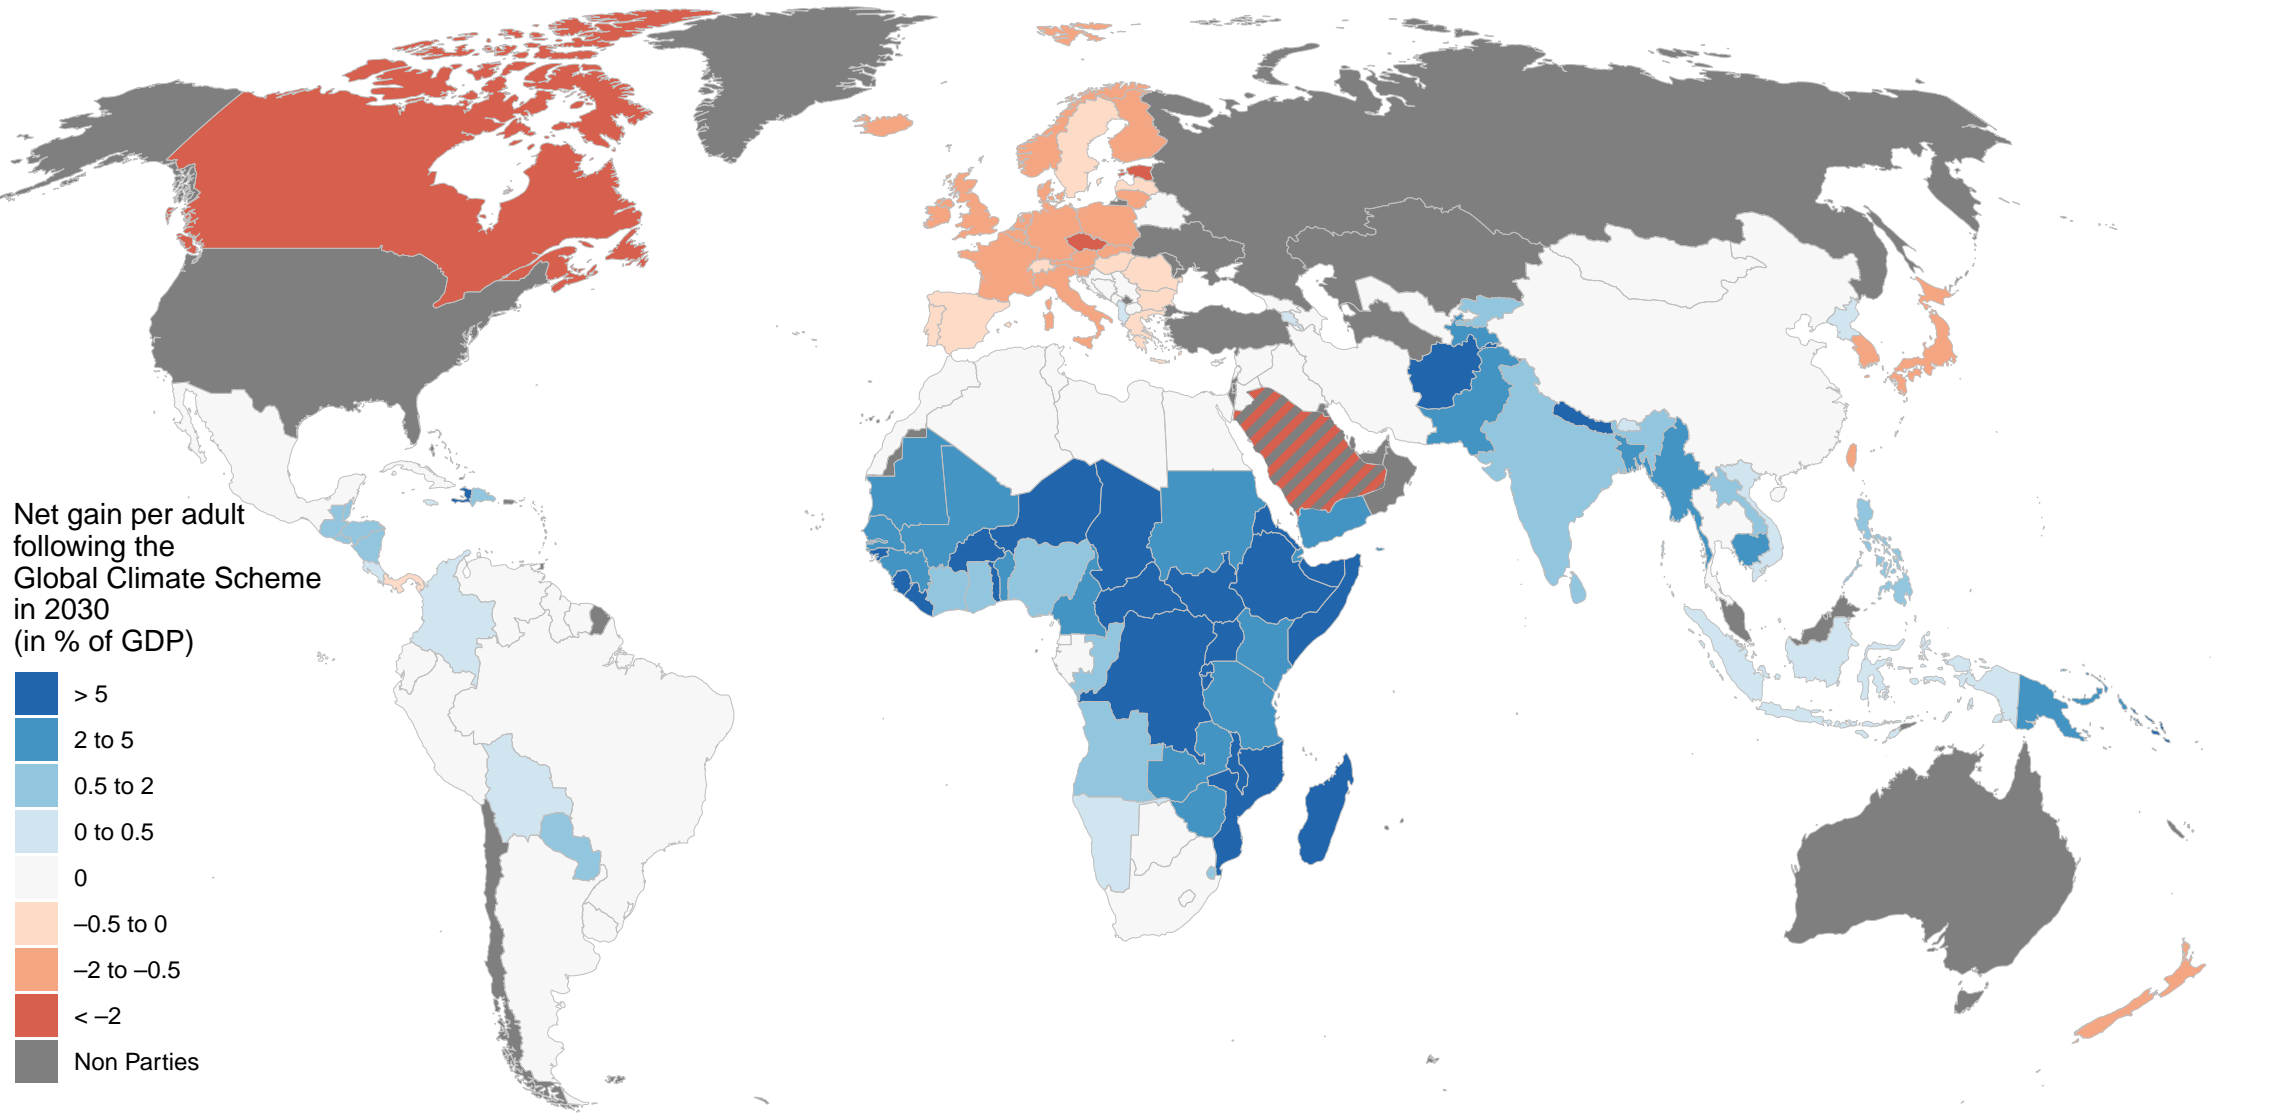 Net gain per adult
following the
Global Climate Scheme
in 2030
(in % of GDP)
> 5
2 to 5
0.5 to 2
0 to 0.5
0
–0.5 to 0
–2 to –0.5
< –2
Non Parties